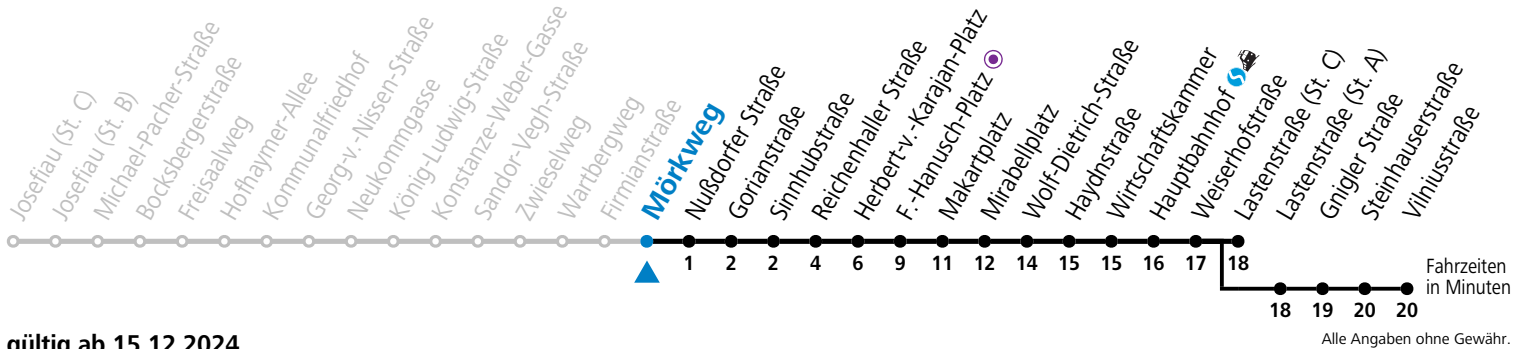 Josefiau (St. C)
Josefiau (St. B)
Michael-Pacher-Straße
Bocksbergerstraße
Freisaalweg
Hofhaymer-Allee
Kommunalfriedhof
Georg-v.-Nissen-Straße
Neukommgasse
König-Ludwig-Straße
Konstanze-Weber-Gasse
Sandor-Vegh-Straße
Zwieselweg
Wartbergweg
Firmianstraße
Mörkweg
Nußdorfer Straße
Gorianstraße
Sinnhubstraße
Reichenhaller Straße
Herbert-v.-Karajan-Platz
F.-Hanusch-Platz
Makartplatz
Mirabellplatz
Wolf-Dietrich-Straße
Haydnstraße
Wirtschaftskammer
Hauptbahnhof
Weiserhofstraße
Lastenstraße (St. C)
Lastenstraße (St. A)
Gnigler Straße
Steinhauserstraße
Vilniusstraße
1 2 2 4 6 9 11 12 14 15 15 16 17 18
Fahrzeiten
in Minuten
18 19 20 20
Alle Angaben ohne Gewähr.
gültig ab 15.12.2024